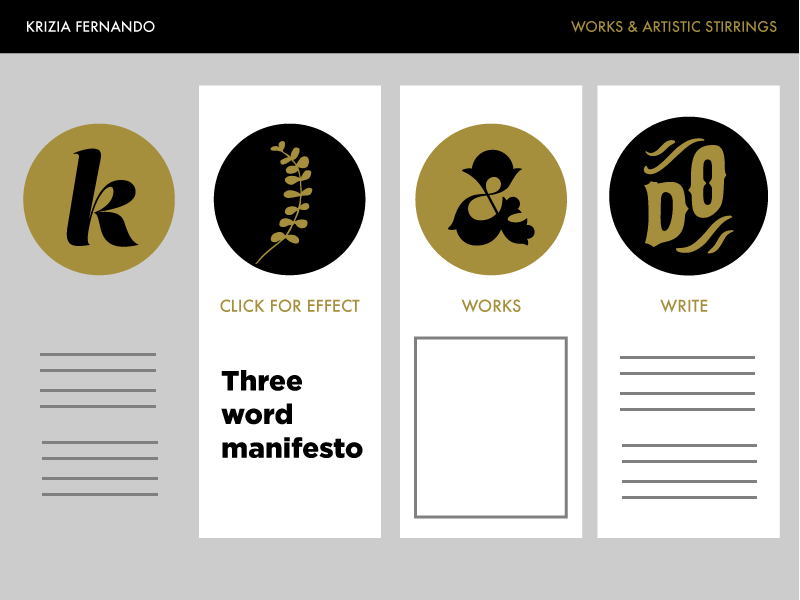 KRIZIA FERNANDO
WORKS & ARTISTIC STIRRINGS
k
&
DO
CLICK FOR EFFECT
WORKS
WRITE
Three
word
manifesto